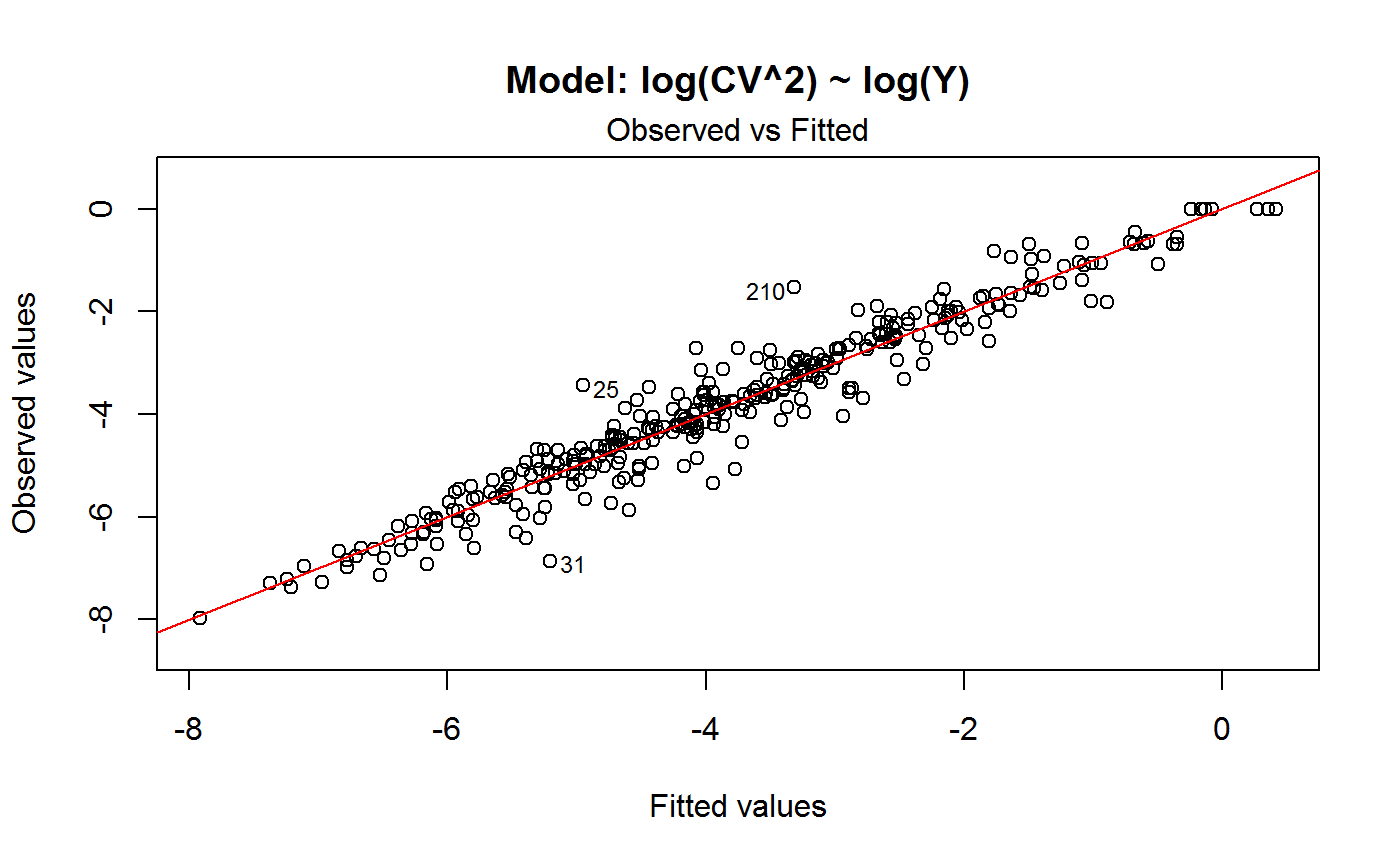 Model: log(CV^2) ~ log(Y)
Observed vs Fitted
Observed values
0
-2
-4
-6
-8
210
25
31
-8 -6 -4 -2 0
Fitted values